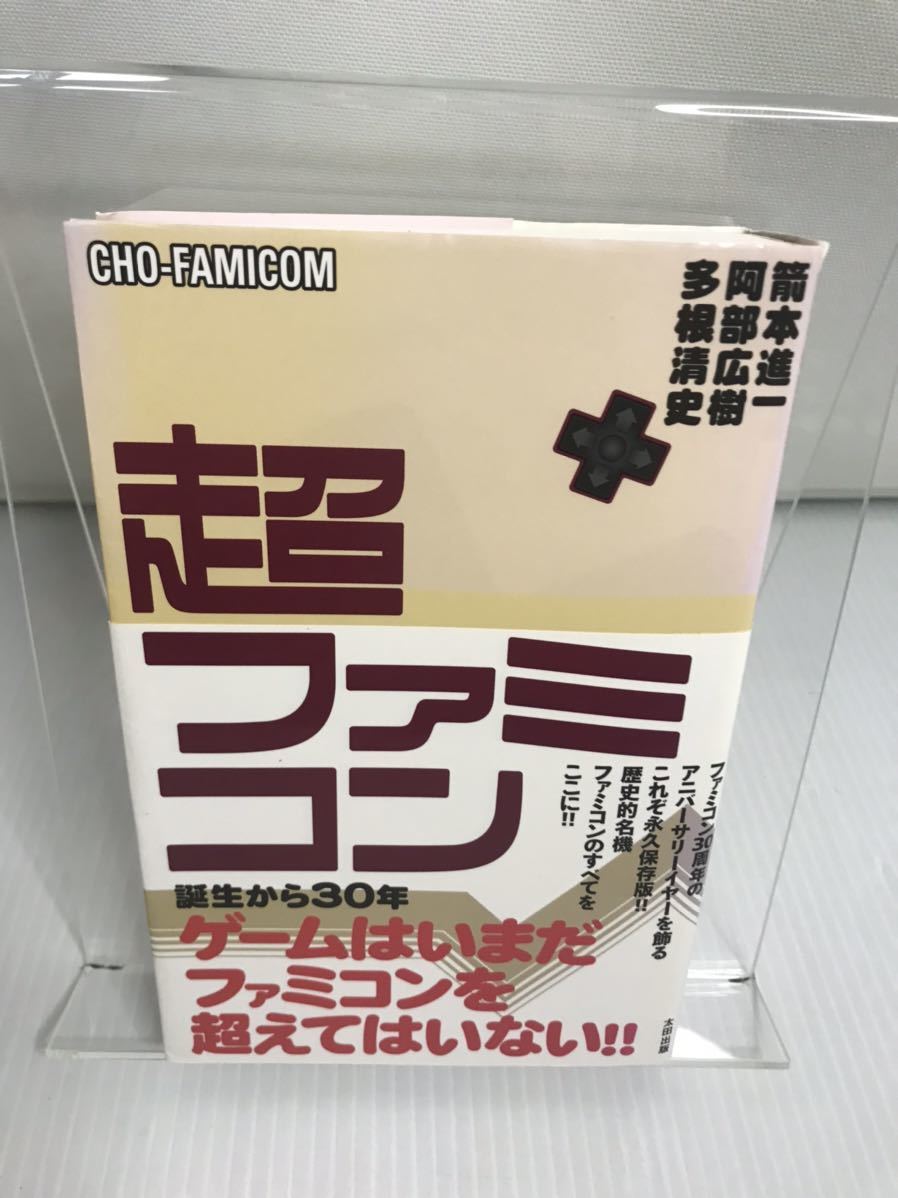 CHO-FAMICOM
箭本進一
阿部広樹
多根清史
超
ファミ
コン
ファミコン30周年の
アニバーサリーイヤーを飾る
これぞ永久保存版!!
歴史的名機
ファミコンのすべてを
ここに!!
誕生から30年
ゲームはいまだ
ファミコンを
超えてはいない!!
太田出版